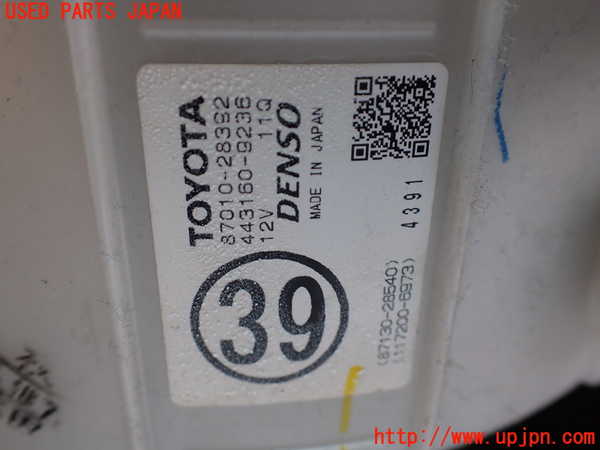 USED PARTS JAPAN
TOYOTA
87010-28392
443160-9236
12V 11Q
DENSO
MADE IN JAPAN
4391
39
(87130-28540)
(117200-6973)
http://www.upjpn.com/